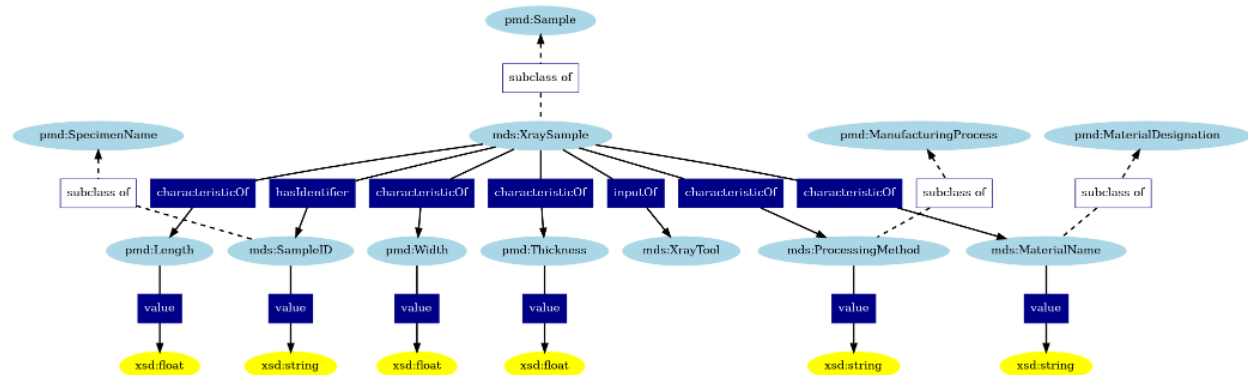 pmd:Sample
subclass of
pmd:SpecimenName
mds:XraySample
pmd:ManufacturingProcess
pmd:MaterialDesignation
subclass of
characteristicOf
hasIdentifier
characteristicOf
characteristicOf
inputOf
characteristicOf
characteristicOf
subclass of
subclass of
pmd:Length
mds:SampleID
pmd:Width
pmd:Thickness
mds:XrayTool
mds:ProcessingMethod
mds:MaterialName
value
value
value
value
value
value
xsd:float
xsd:string
xsd:float
xsd:float
xsd:string
xsd:string